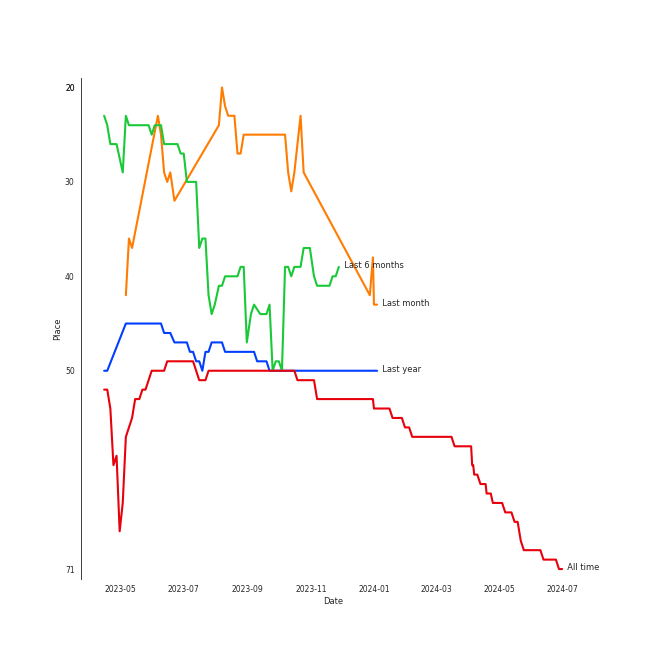 20
30
40
50
71
Place
Last 6 months
Last month
Last year
All time
2023-05 2023-07 2023-09 2023-11 2024-01 2024-03 2024-05 2024-07
Date